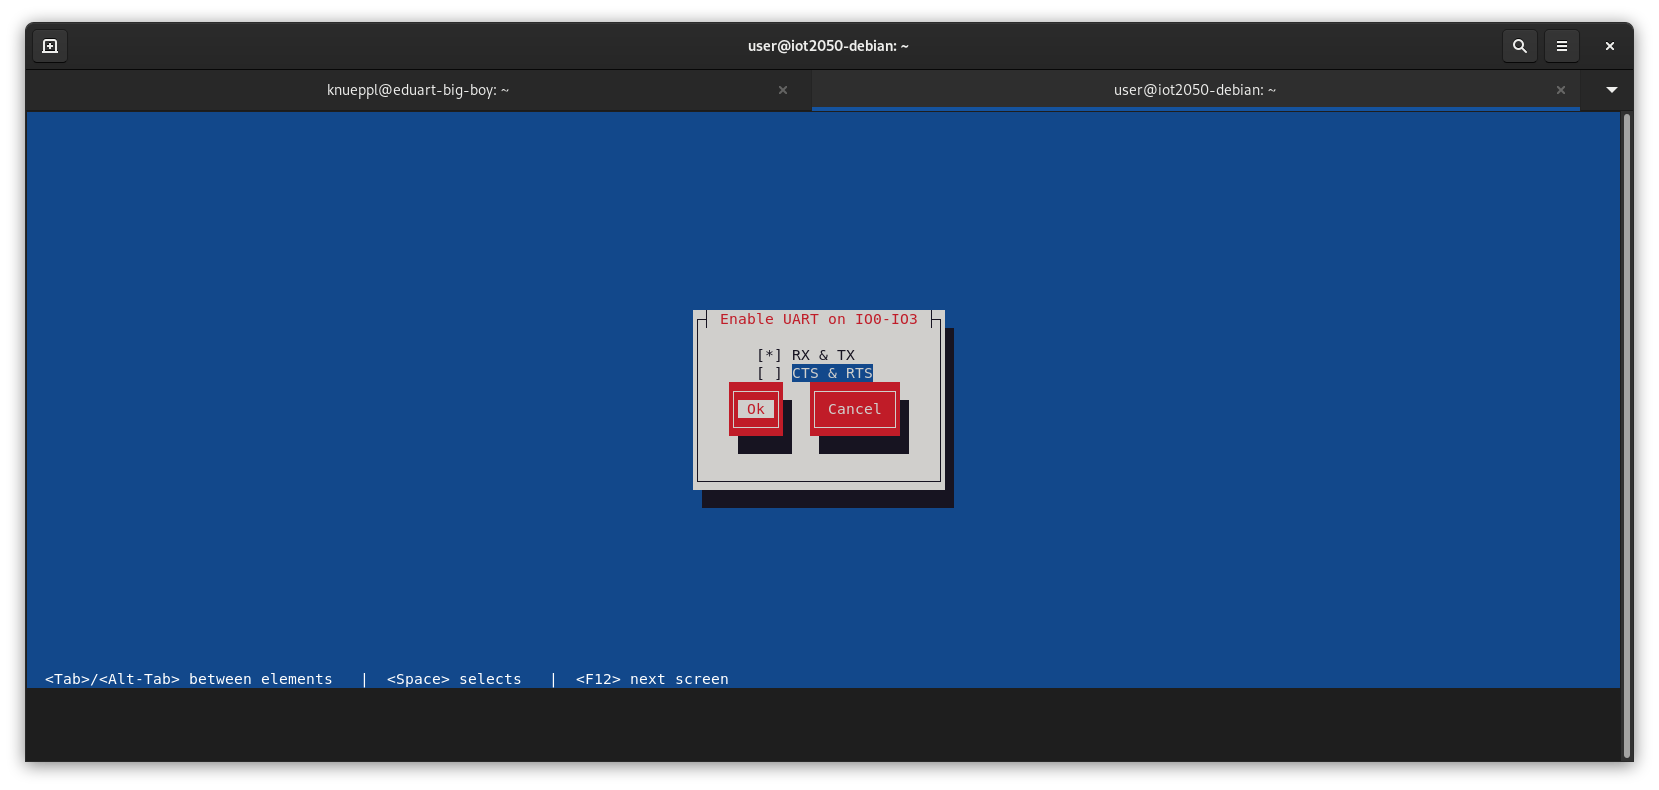 user@iot2050-debian: ~
knueppl@eduart-big-boy: ~
user@iot2050-debian: ~
Enable UART on IO0-IO3
[*] RX & TX
[ ] CTS & RTS
Ok Cancel
<Tab>/<Alt-Tab> between elements | <Space> selects | <F12> next screen